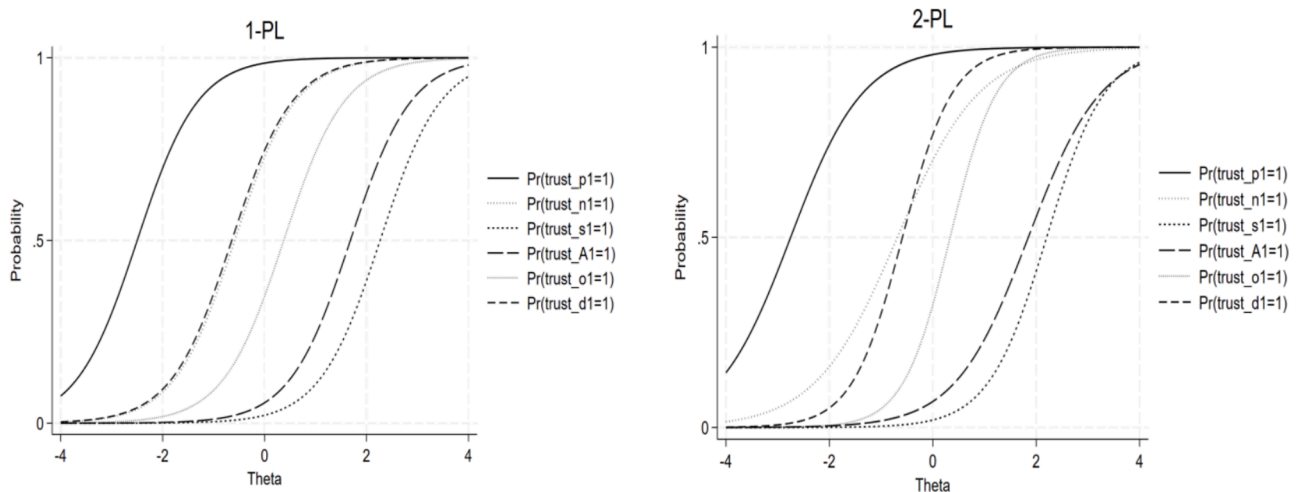 1-PL
Probability
1
.5
0
-4
-2
0
2
4
Theta
Pr(trust_p1=1)
Pr(trust_n1=1)
Pr(trust_s1=1)
Pr(trust_A1=1)
Pr(trust_o1=1)
Pr(trust_d1=1)
2-PL
Probability
1
.5
0
-4
-2
0
2
4
Theta
Pr(trust_p1=1)
Pr(trust_n1=1)
Pr(trust_s1=1)
Pr(trust_A1=1)
Pr(trust_o1=1)
Pr(trust_d1=1)